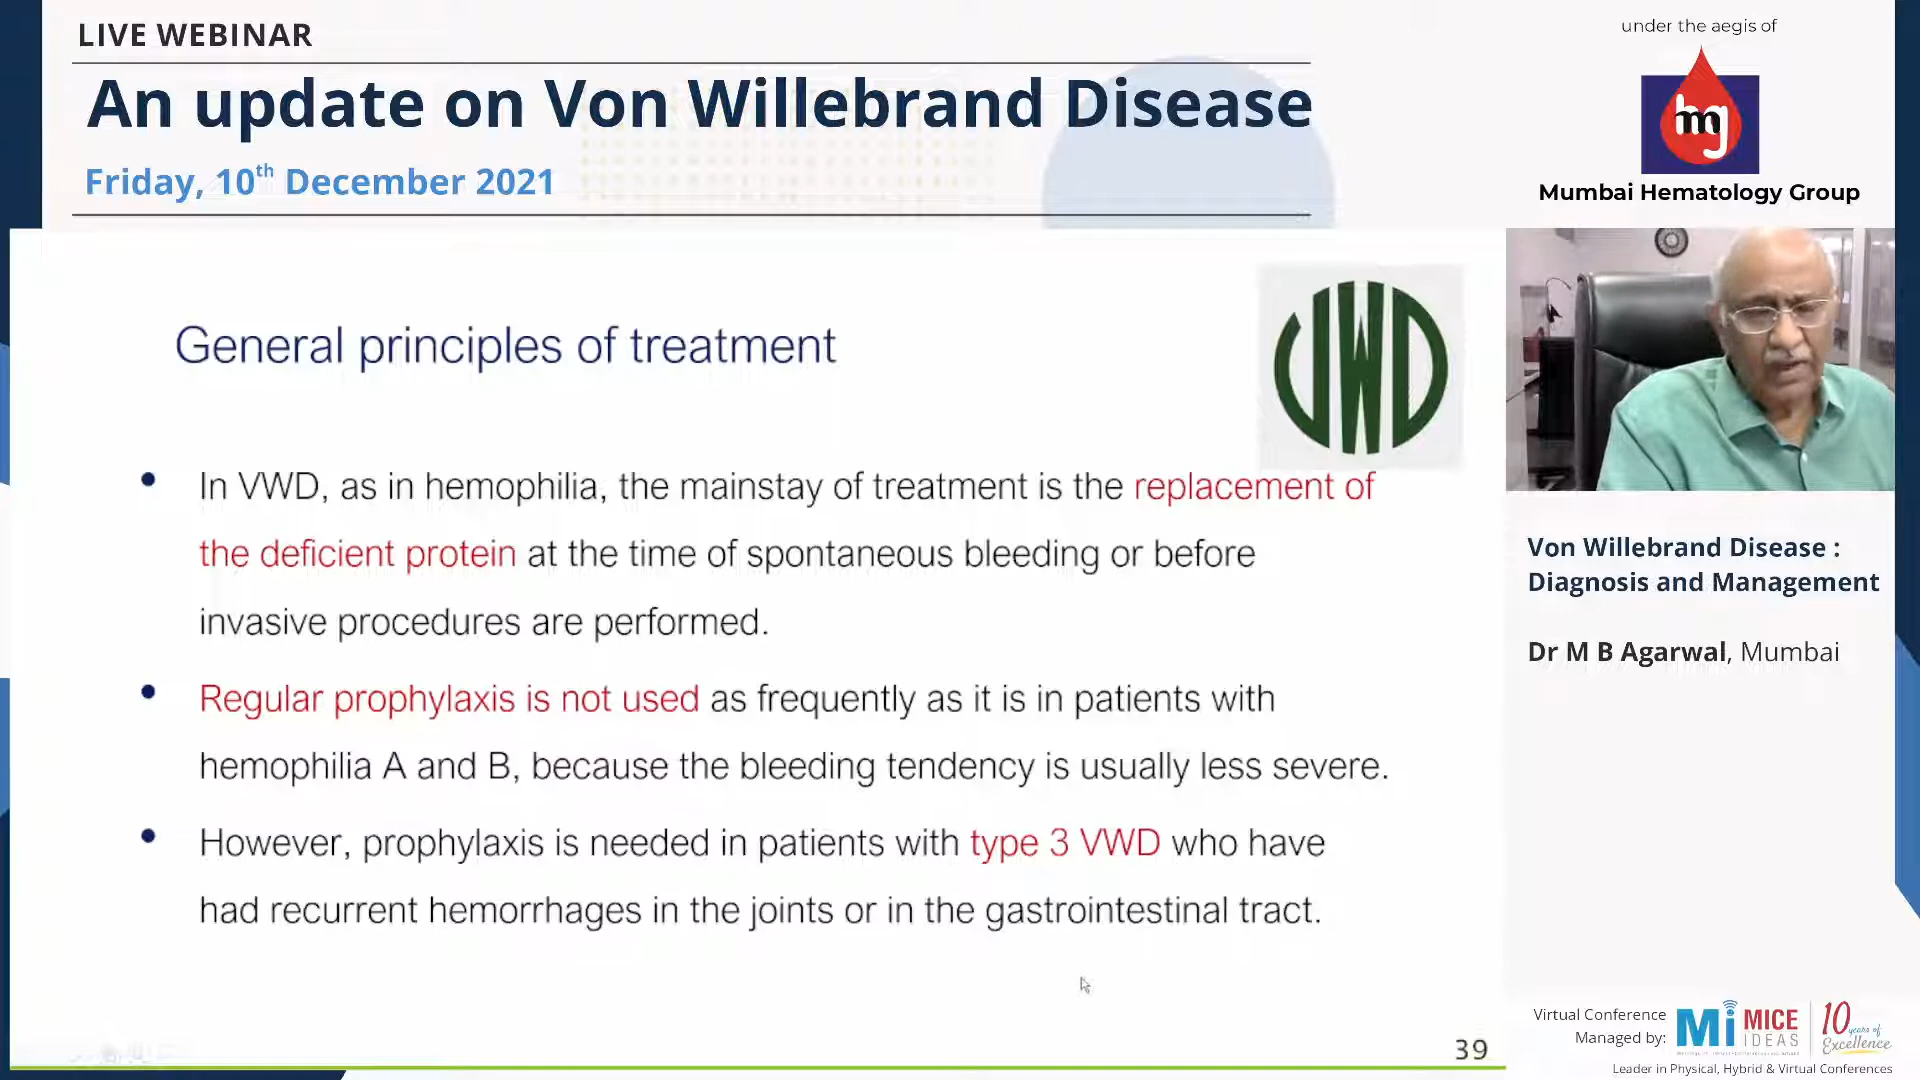 LIVE WEBINAR
An update on Von Willebrand Disease
Friday, 10th December 2021
under the aegis of
hmg
Mumbai Hematology Group
General principles of treatment
VWD
• In VWD, as in hemophilia, the mainstay of treatment is the replacement of
the deficient protein at the time of spontaneous bleeding or before
invasive procedures are performed.
• Regular prophylaxis is not used as frequently as it is in patients with
hemophilia A and B, because the bleeding tendency is usually less severe.
• However, prophylaxis is needed in patients with type 3 VWD who have
had recurrent hemorrhages in the joints or in the gastrointestinal tract.
39
Von Willebrand Disease :
Diagnosis and Management
Dr M B Agarwal, Mumbai
Virtual Conference
Managed by:
Mi MICE
IDEAS
10 years of
Excellence
Leader in Physical, Hybrid & Virtual Conferences